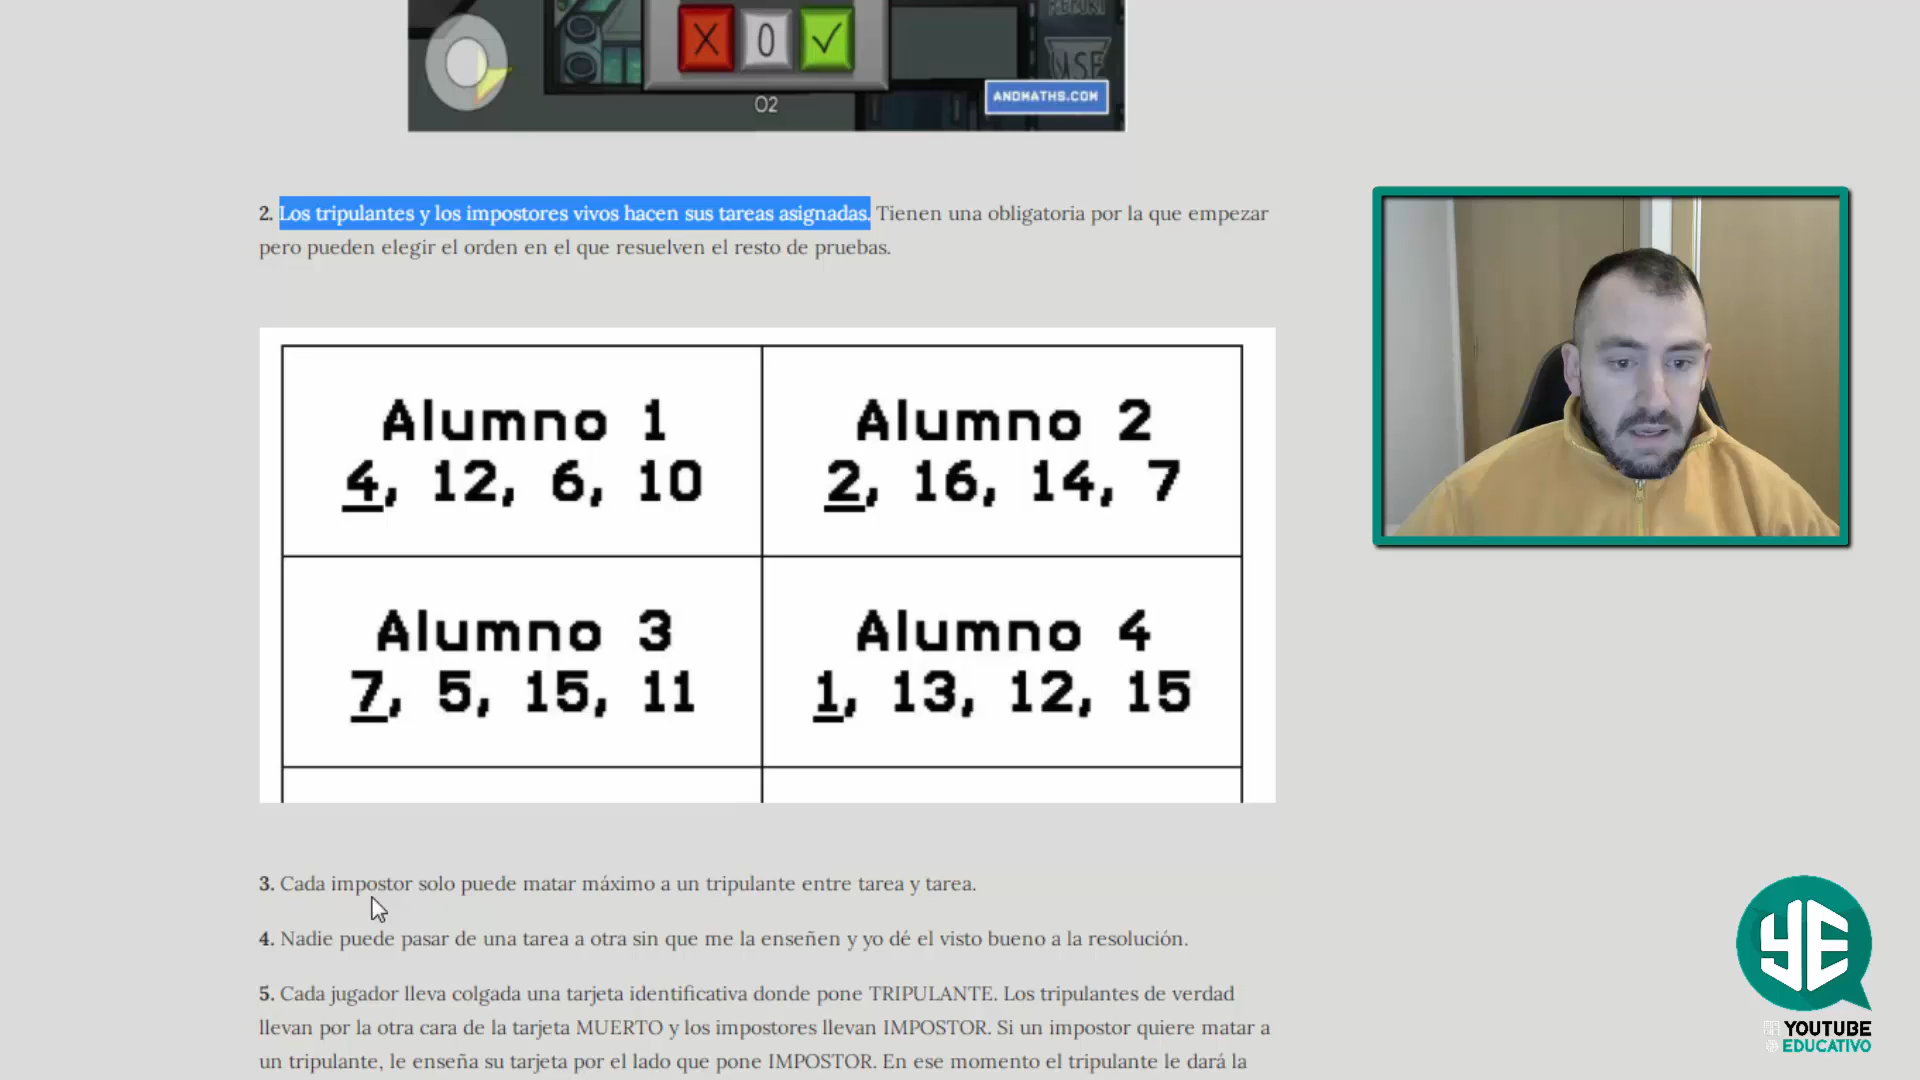 REPORT
X 0 ✓
USE
ANDMATHS.COM
O2
2. Los tripulantes y los impostores vivos hacen sus tareas asignadas. Tienen una obligatoria por la que empezar
pero pueden elegir el orden en el que resuelven el resto de pruebas.
Alumno 1
4, 12, 6, 10
Alumno 2
2, 16, 14, 7
Alumno 3
7, 5, 15, 11
Alumno 4
1, 13, 12, 15
3. Cada impostor solo puede matar máximo a un tripulante entre tarea y tarea.
4. Nadie puede pasar de una tarea a otra sin que me la enseñen y yo dé el visto bueno a la resolución.
5. Cada jugador lleva colgada una tarjeta identificativa donde pone TRIPULANTE. Los tripulantes de verdad
llevan por la otra cara de la tarjeta MUERTO y los impostores llevan IMPOSTOR. Si un impostor quiere matar a
un tripulante, le enseña su tarjeta por el lado que pone IMPOSTOR. En ese momento el tripulante le dará la
YE
YOUTUBE
EDUCATIVO